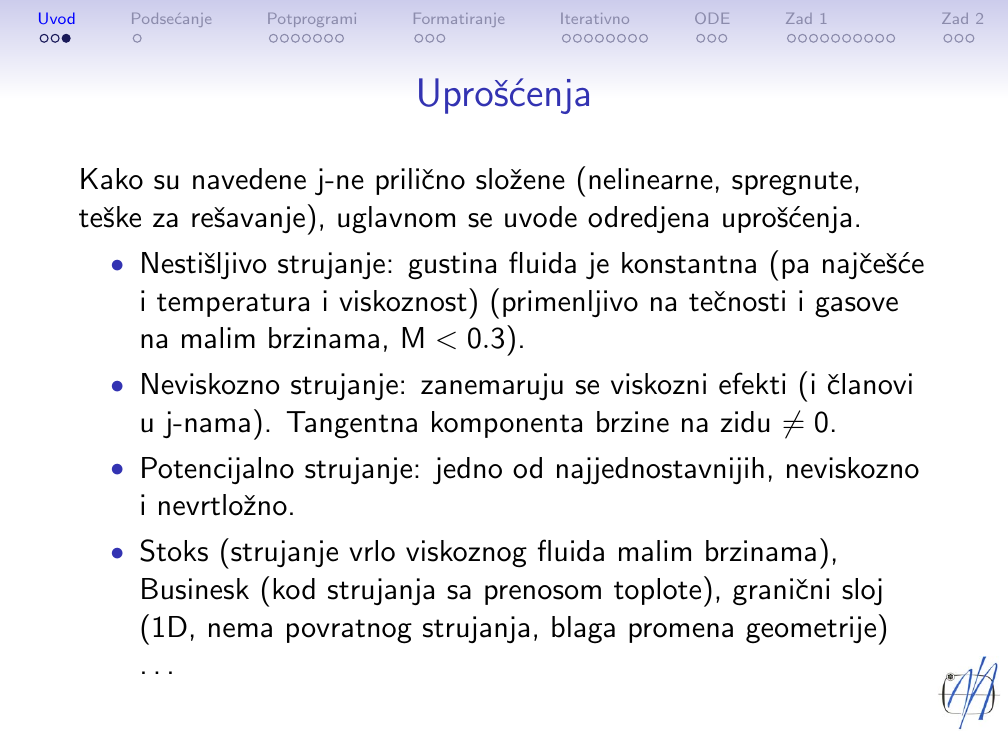 Uvod Podsećanje Potprogrami Formatiranje Iterativno ODE Zad 1 Zad 2
Uprošćenja
Kako su navedene j-ne prilično složene (nelinearne, spregnute,
teške za rešavanje), uglavnom se uvode odredjena uprošćenja.
• Nestišljivo strujanje: gustina fluida je konstantna (pa najčešće
i temperatura i viskoznost) (primenljivo na tečnosti i gasove
na malim brzinama, M < 0.3).
• Neviskozno strujanje: zanemaruju se viskozni efekti (i članovi
u j-nama). Tangentna komponenta brzine na zidu ≠ 0.
• Potencijalno strujanje: jedno od najjednostavnijih, neviskozno
i nevrtložno.
• Stoks (strujanje vrlo viskoznog fluida malim brzinama),
Businesk (kod strujanja sa prenosom toplote), granični sloj
(1D, nema povratnog strujanja, blaga promena geometrije)
. . .